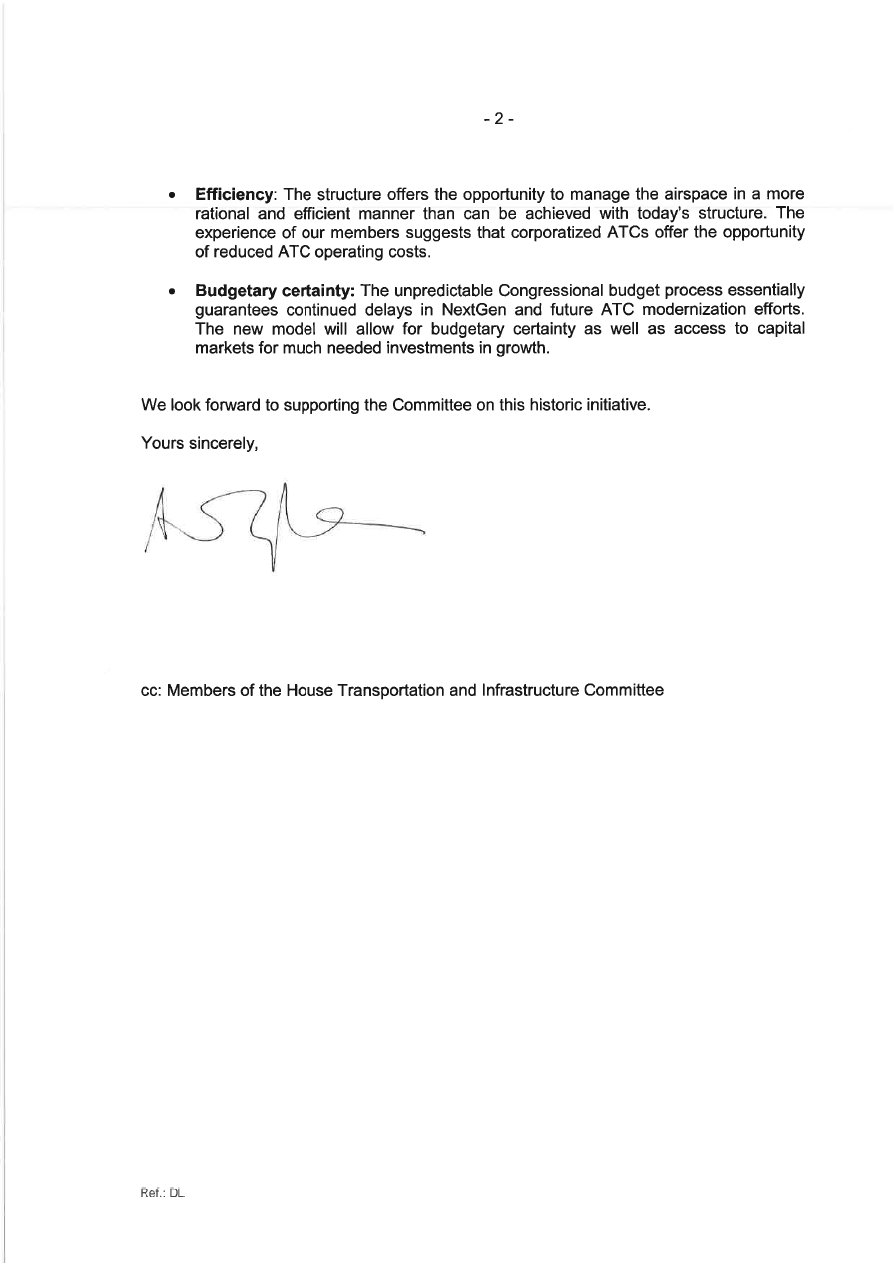 - 2 -
• Efficiency: The structure offers the opportunity to manage the airspace in a more
rational and efficient manner than can be achieved with today's structure. The
experience of our members suggests that corporatized ATCs offer the opportunity
of reduced ATC operating costs.
• Budgetary certainty: The unpredictable Congressional budget process essentially
guarantees continued delays in NextGen and future ATC modernization efforts.
The new model will allow for budgetary certainty as well as access to capital
markets for much needed investments in growth.
We look forward to supporting the Committee on this historic initiative.
Yours sincerely,
cc: Members of the House Transportation and Infrastructure Committee
Ref.: DL